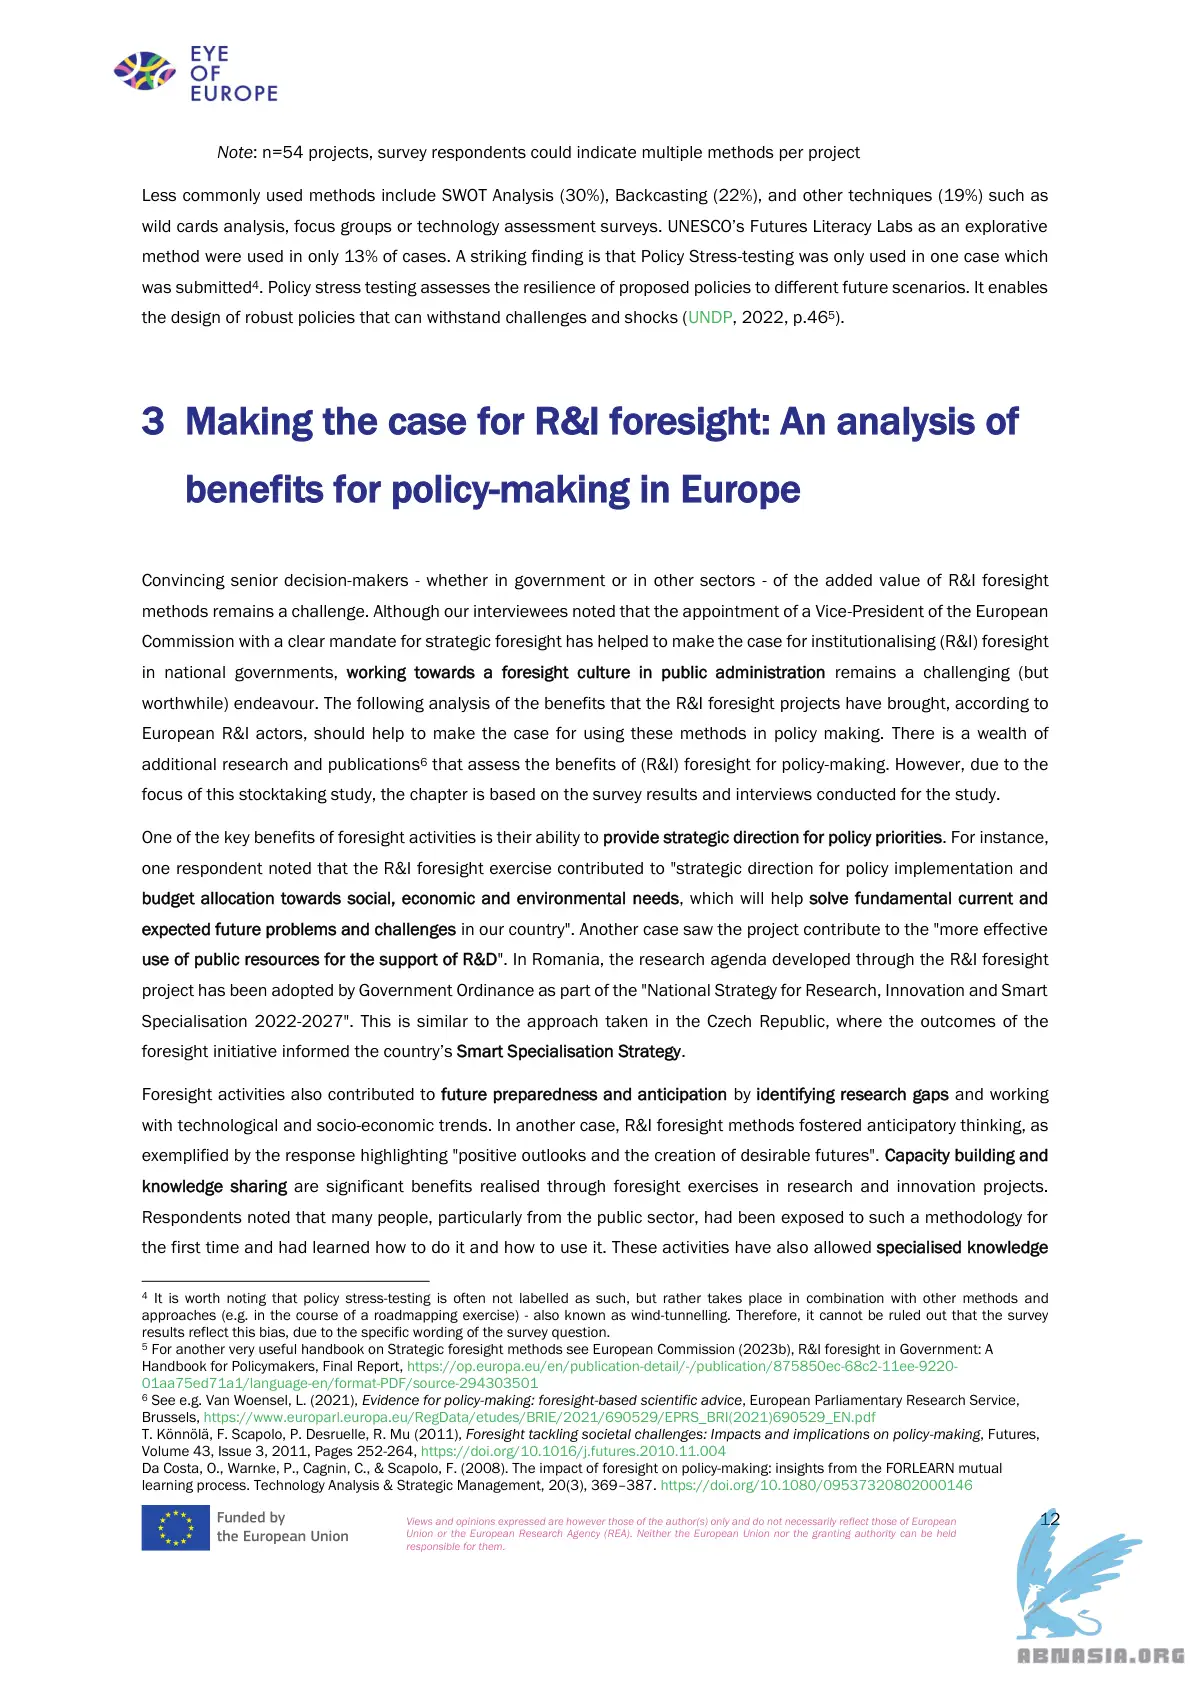 EYE
OF
EUROPE
Note: n=54 projects, survey respondents could indicate multiple methods per project
Less commonly used methods include SWOT Analysis (30%), Backcasting (22%), and other techniques (19%) such as
wild cards analysis, focus groups or technology assessment surveys. UNESCO’s Futures Literacy Labs as an explorative
method were used in only 13% of cases. A striking finding is that Policy Stress-testing was only used in one case which
was submitted⁴. Policy stress testing assesses the resilience of proposed policies to different future scenarios. It enables
the design of robust policies that can withstand challenges and shocks (UNDP, 2022, p.46⁵).
3 Making the case for R&I foresight: An analysis of
benefits for policy-making in Europe
Convincing senior decision-makers - whether in government or in other sectors - of the added value of R&I foresight
methods remains a challenge. Although our interviewees noted that the appointment of a Vice-President of the European
Commission with a clear mandate for strategic foresight has helped to make the case for institutionalising (R&I) foresight
in national governments, working towards a foresight culture in public administration remains a challenging (but
worthwhile) endeavour. The following analysis of the benefits that the R&I foresight projects have brought, according to
European R&I actors, should help to make the case for using these methods in policy making. There is a wealth of
additional research and publications⁶ that assess the benefits of (R&I) foresight for policy-making. However, due to the
focus of this stocktaking study, the chapter is based on the survey results and interviews conducted for the study.
One of the key benefits of foresight activities is their ability to provide strategic direction for policy priorities. For instance,
one respondent noted that the R&I foresight exercise contributed to "strategic direction for policy implementation and
budget allocation towards social, economic and environmental needs, which will help solve fundamental current and
expected future problems and challenges in our country". Another case saw the project contribute to the "more effective
use of public resources for the support of R&D". In Romania, the research agenda developed through the R&I foresight
project has been adopted by Government Ordinance as part of the "National Strategy for Research, Innovation and Smart
Specialisation 2022-2027". This is similar to the approach taken in the Czech Republic, where the outcomes of the
foresight initiative informed the country’s Smart Specialisation Strategy.
Foresight activities also contributed to future preparedness and anticipation by identifying research gaps and working
with technological and socio-economic trends. In another case, R&I foresight methods fostered anticipatory thinking, as
exemplified by the response highlighting "positive outlooks and the creation of desirable futures". Capacity building and
knowledge sharing are significant benefits realised through foresight exercises in research and innovation projects.
Respondents noted that many people, particularly from the public sector, had been exposed to such a methodology for
the first time and had learned how to do it and how to use it. These activities have also allowed specialised knowledge
⁴ It is worth noting that policy stress-testing is often not labelled as such, but rather takes place in combination with other methods and
approaches (e.g. in the course of a roadmapping exercise) - also known as wind-tunnelling. Therefore, it cannot be ruled out that the survey
results reflect this bias, due to the specific wording of the survey question.
⁵ For another very useful handbook on Strategic foresight methods see European Commission (2023b), R&I foresight in Government: A
Handbook for Policymakers, Final Report, https://op.europa.eu/en/publication-detail/-/publication/875850ec-68c2-11ee-9220-
01aa75ed71a1/language-en/format-PDF/source-294303501
⁶ See e.g. Van Woensel, L. (2021), Evidence for policy-making: foresight-based scientific advice, European Parliamentary Research Service,
Brussels, https://www.europarl.europa.eu/RegData/etudes/BRIE/2021/690529/EPRS_BRI(2021)690529_EN.pdf
T. Könnölä, F. Scapolo, P. Desruelle, R. Mu (2011), Foresight tackling societal challenges: Impacts and implications on policy-making, Futures,
Volume 43, Issue 3, 2011, Pages 252-264, https://doi.org/10.1016/j.futures.2010.11.004
Da Costa, O., Warnke, P., Cagnin, C., & Scapolo, F. (2008). The impact of foresight on policy-making: insights from the FORLEARN mutual
learning process. Technology Analysis & Strategic Management, 20(3), 369–387. https://doi.org/10.1080/09537320802000146
Funded by
the European Union
Views and opinions expressed are however those of the author(s) only and do not necessarily reflect those of European
Union or the European Research Agency (REA). Neither the European Union nor the granting authority can be held
responsible for them.
12
ABNASIA.ORG